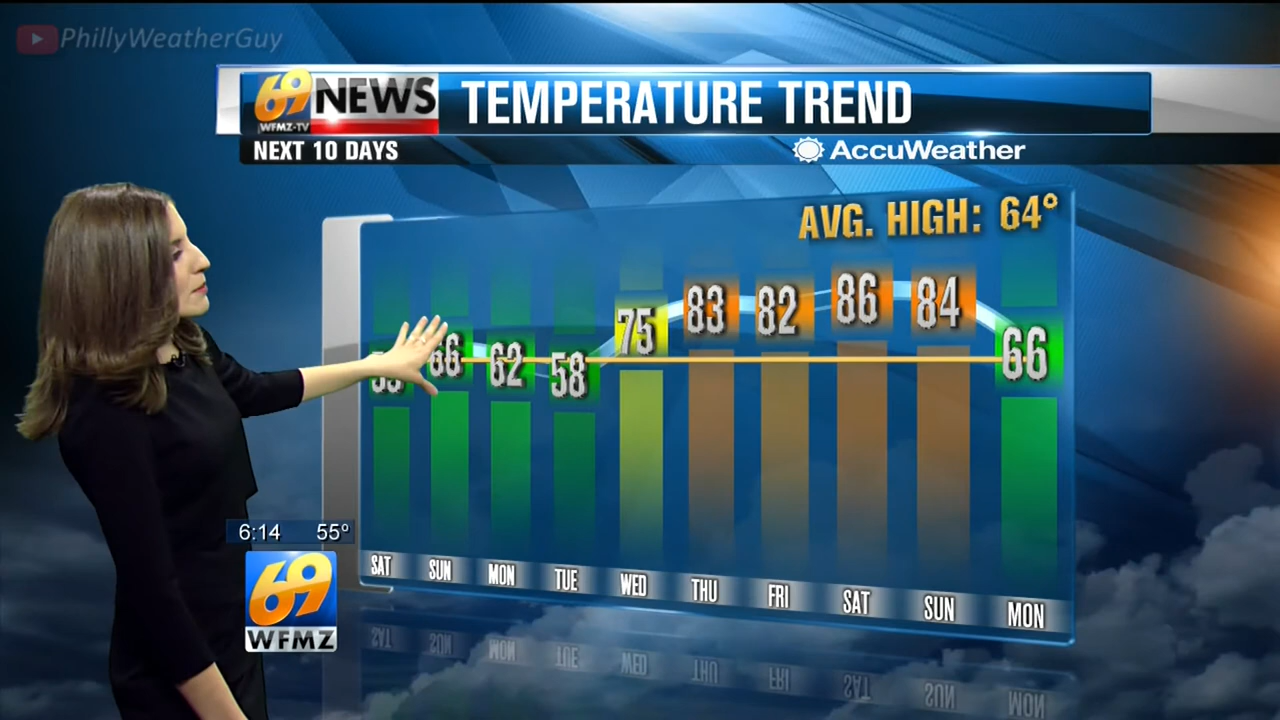 PhillyWeatherGuy
69 NEWS
WFMZ-TV
TEMPERATURE TREND
NEXT 10 DAYS
AccuWeather
AVG. HIGH: 64°
66 62 58 75 83 82 86 84 66
6:14 55°
SAT SUN MON TUE WED THU FRI SAT SUN MON
69
WFMZ